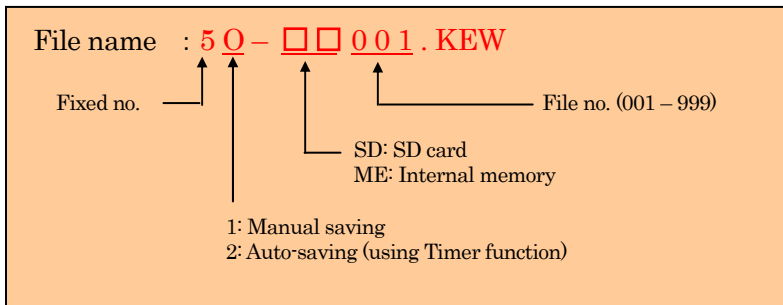 File name : 5 O – □□ 0 0 1 . KEW
Fixed no.
File no. (001 – 999)
SD: SD card
ME: Internal memory
1: Manual saving
2: Auto-saving (using Timer function)